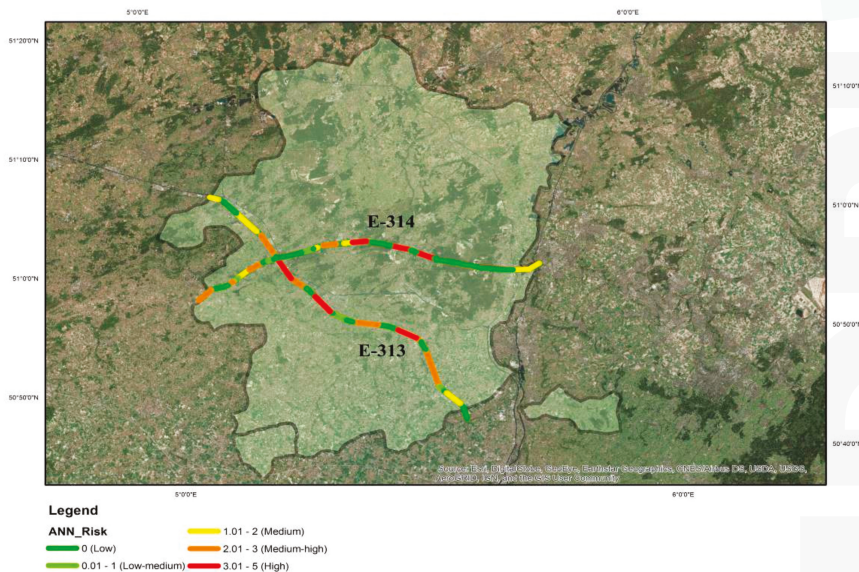 5°0'0"E 6°0'0"E
51°20'0"N
51°10'0"N
51°10'0"N
51°0'0"N
E-314
51°0'0"N
50°50'0"N
E-313
50°50'0"N
50°40'0"N
Source: Esri, DigitalGlobe, GeoEye, Earthstar Geographics, CNES/Airbus DS, USDA, USGS,
AeroGRID, IGN, and the GIS User Community
5°0'0"E 6°0'0"E
Legend
ANN_Risk
0 (Low)
0.01 - 1 (Low-medium)
1.01 - 2 (Medium)
2.01 - 3 (Medium-high)
3.01 - 5 (High)